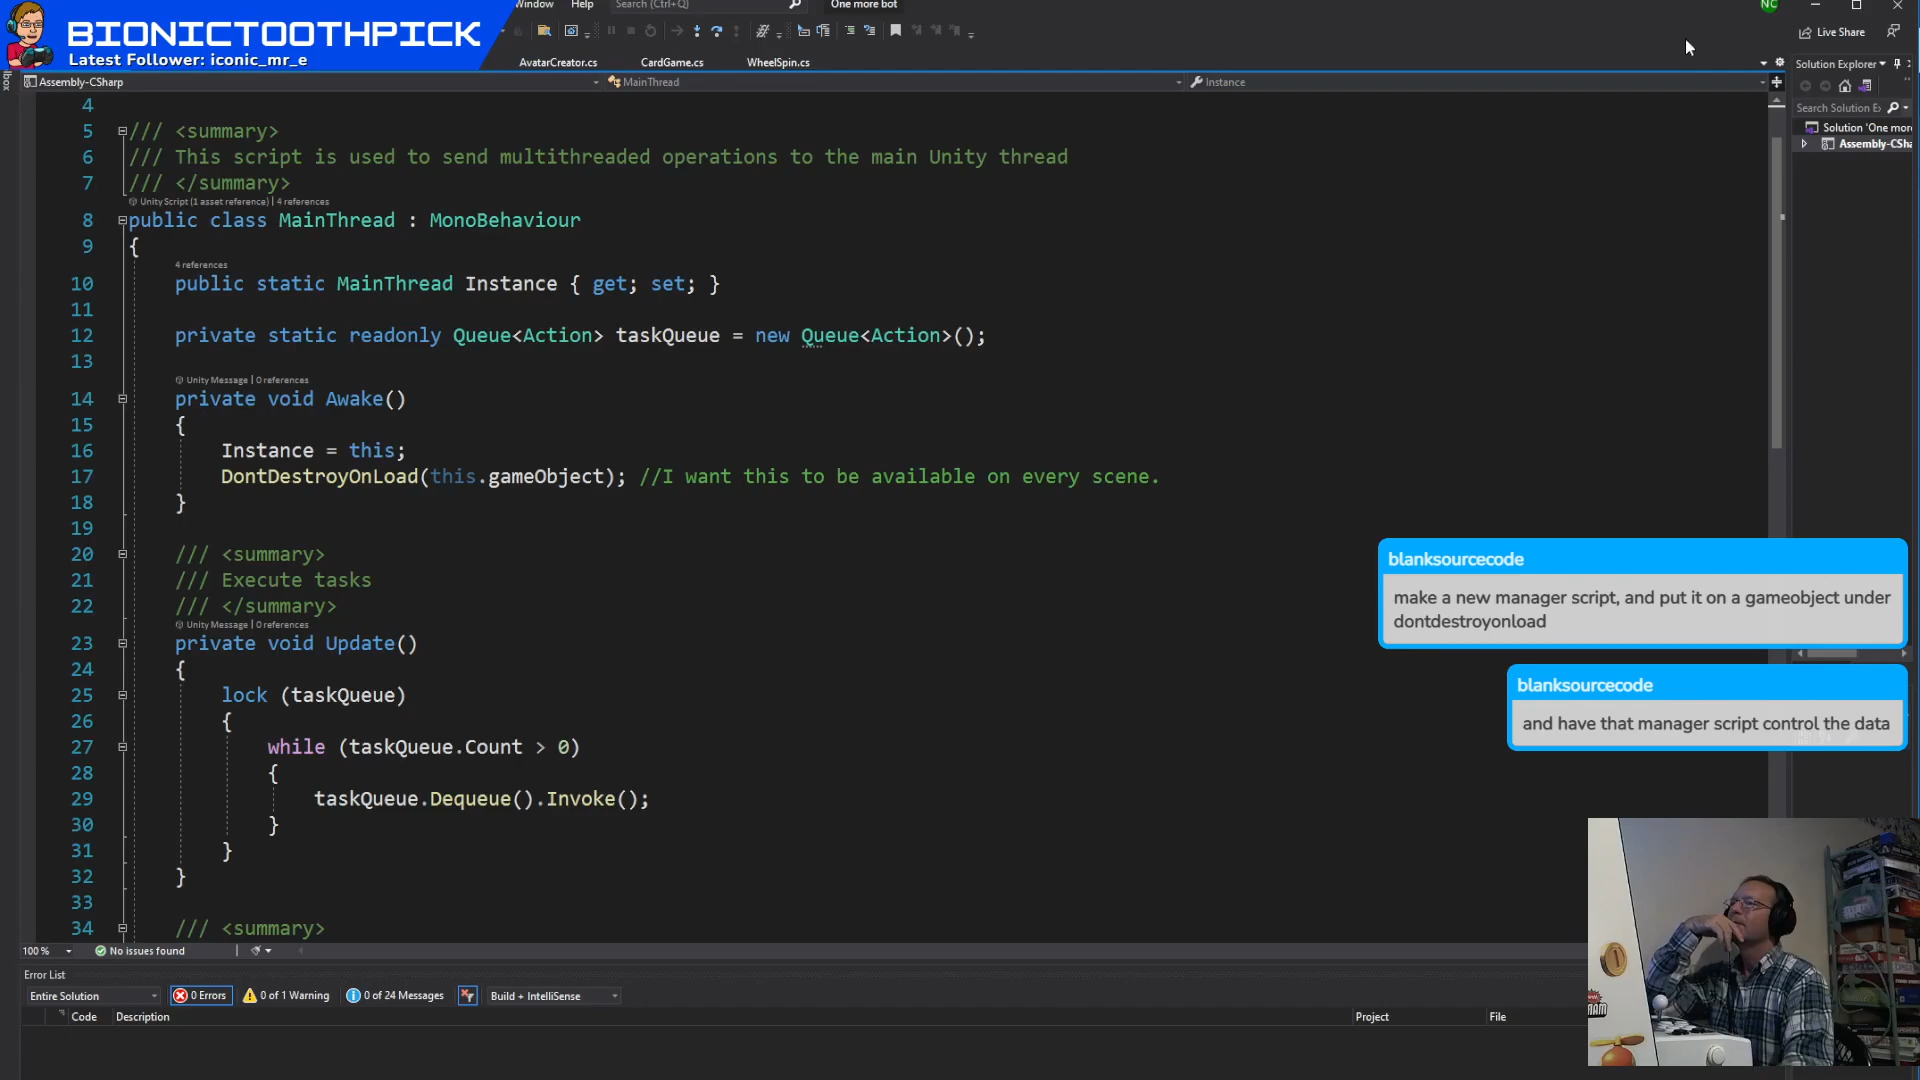 BIONICTOOTHPICK
Latest Follower: iconic_mr_e
Window Help Search (Ctrl+Q) One more bot NC
Live Share
AvatarCreator.cs CardGame.cs WheelSpin.cs
Solution Explorer
Assembly-CSharp MainThread Instance
Search Solution Ex
Solution 'One more
Assembly-CSha
4
5 /// <summary>
6 /// This script is used to send multithreaded operations to the main Unity thread
7 /// </summary>
Unity Script (1 asset reference) | 4 references
8 public class MainThread : MonoBehaviour
9 {
4 references
10 public static MainThread Instance { get; set; }
11
12 private static readonly Queue<Action> taskQueue = new Queue<Action>();
13
Unity Message | 0 references
14 private void Awake()
15 {
16 Instance = this;
17 DontDestroyOnLoad(this.gameObject); //I want this to be available on every scene.
18 }
19
20 /// <summary>
21 /// Execute tasks
22 /// </summary>
Unity Message | 0 references
23 private void Update()
24 {
25 lock (taskQueue)
26 {
27 while (taskQueue.Count > 0)
28 {
29 taskQueue.Dequeue().Invoke();
30 }
31 }
32 }
33
34 /// <summary>
blanksourcecode
make a new manager script, and put it on a gameobject under
dontdestroyonload
blanksourcecode
and have that manager script control the data
100 % No issues found
Error List
Entire Solution 0 Errors 0 of 1 Warning 0 of 24 Messages Build + IntelliSense
Code Description Project File